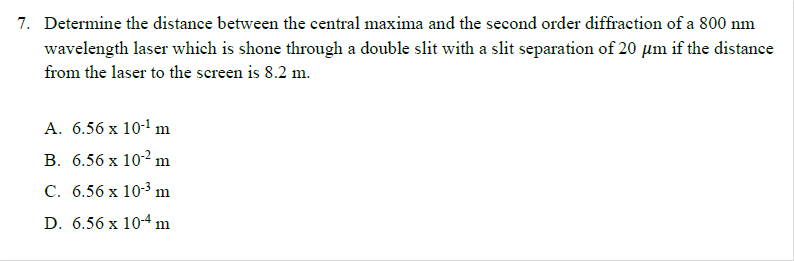 7. Determine the distance between the central maxima and the second order diffraction of a 800 nm
wavelength laser which is shone through a double slit with a slit separation of 20 μm if the distance
from the laser to the screen is 8.2 m.
A. 6.56 x 10⁻¹ m
B. 6.56 x 10⁻² m
C. 6.56 x 10⁻³ m
D. 6.56 x 10⁻⁴ m